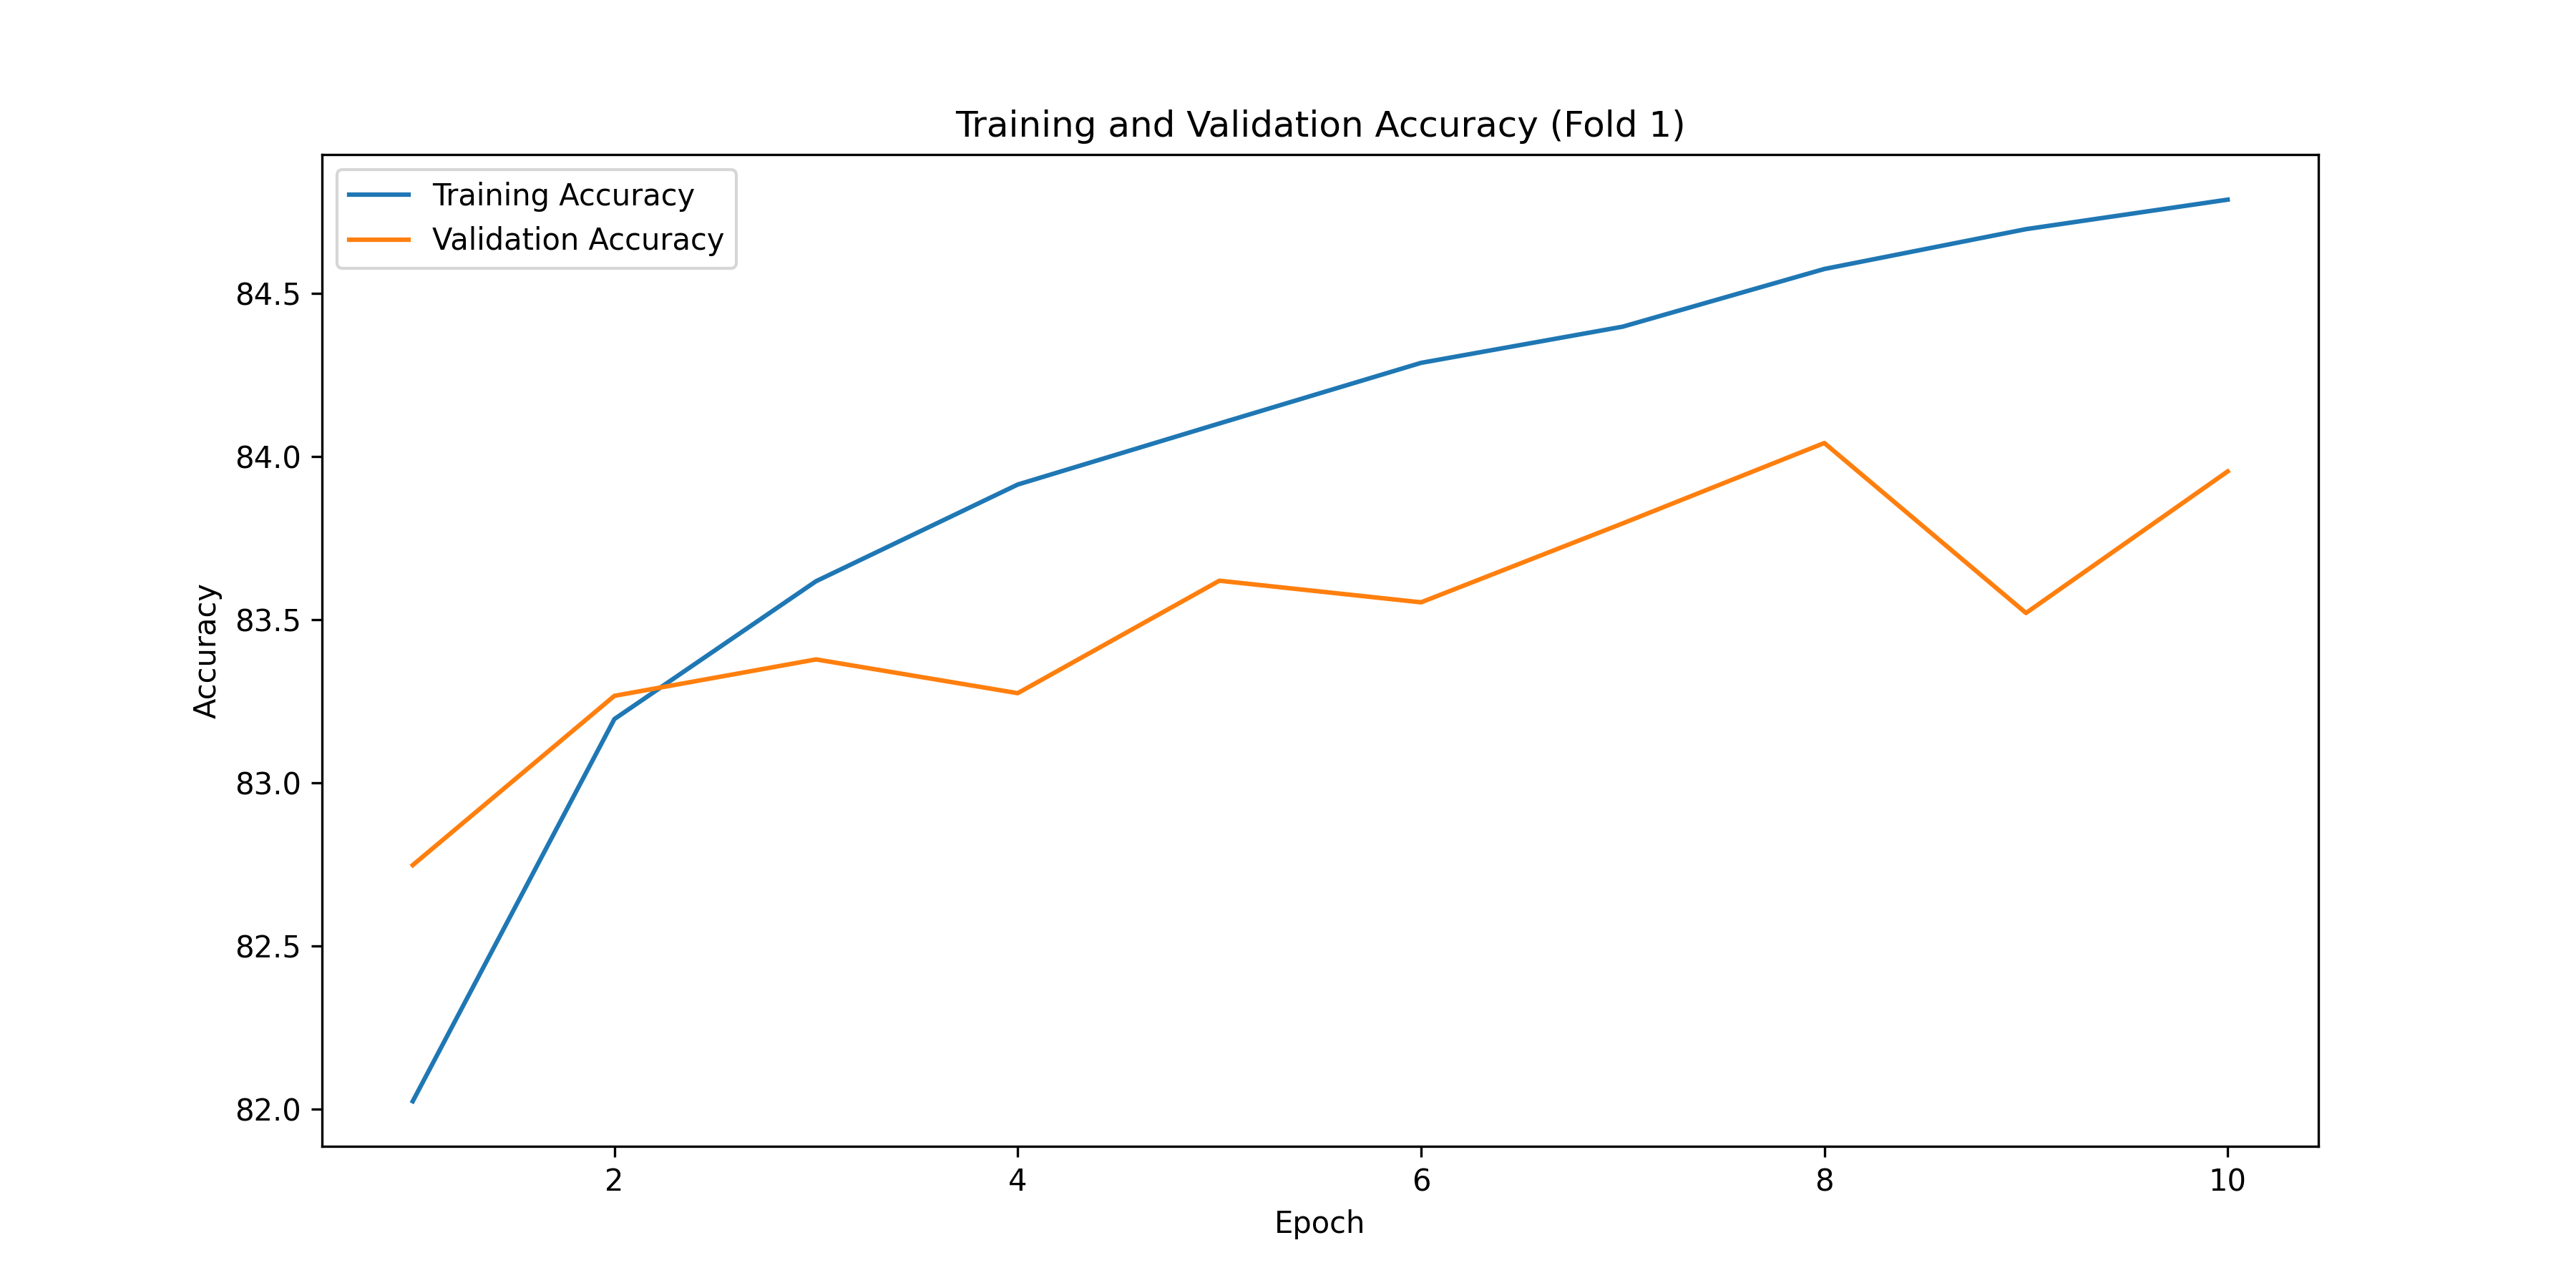 Training and Validation Accuracy (Fold 1)
Training Accuracy
Validation Accuracy
84.5
84.0
83.5
83.0
82.5
82.0
Accuracy
2 4 6 8 10
Epoch